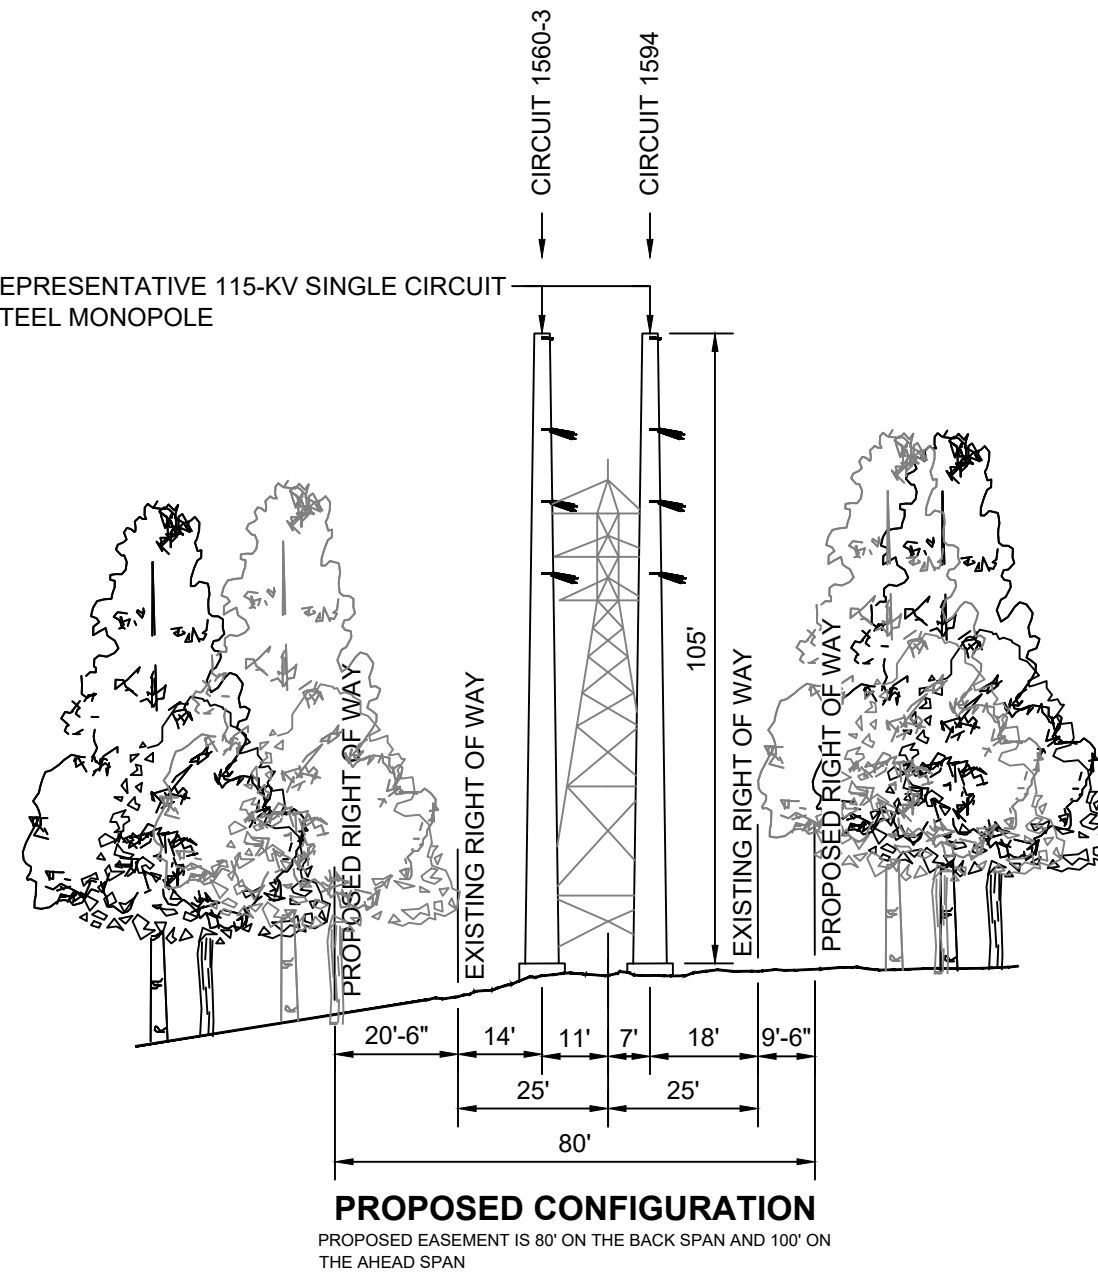 CIRCUIT 1560-3
CIRCUIT 1594
EPRESENTATIVE 115-KV SINGLE CIRCUIT
TEEL MONOPOLE
105'
PROPOSED RIGHT OF WAY
EXISTING RIGHT OF WAY
EXISTING RIGHT OF WAY
PROPOSED RIGHT OF WAY
20'-6"
14'
11'
7'
18'
9'-6"
25'
25'
80'
PROPOSED CONFIGURATION
PROPOSED EASEMENT IS 80' ON THE BACK SPAN AND 100' ON
THE AHEAD SPAN